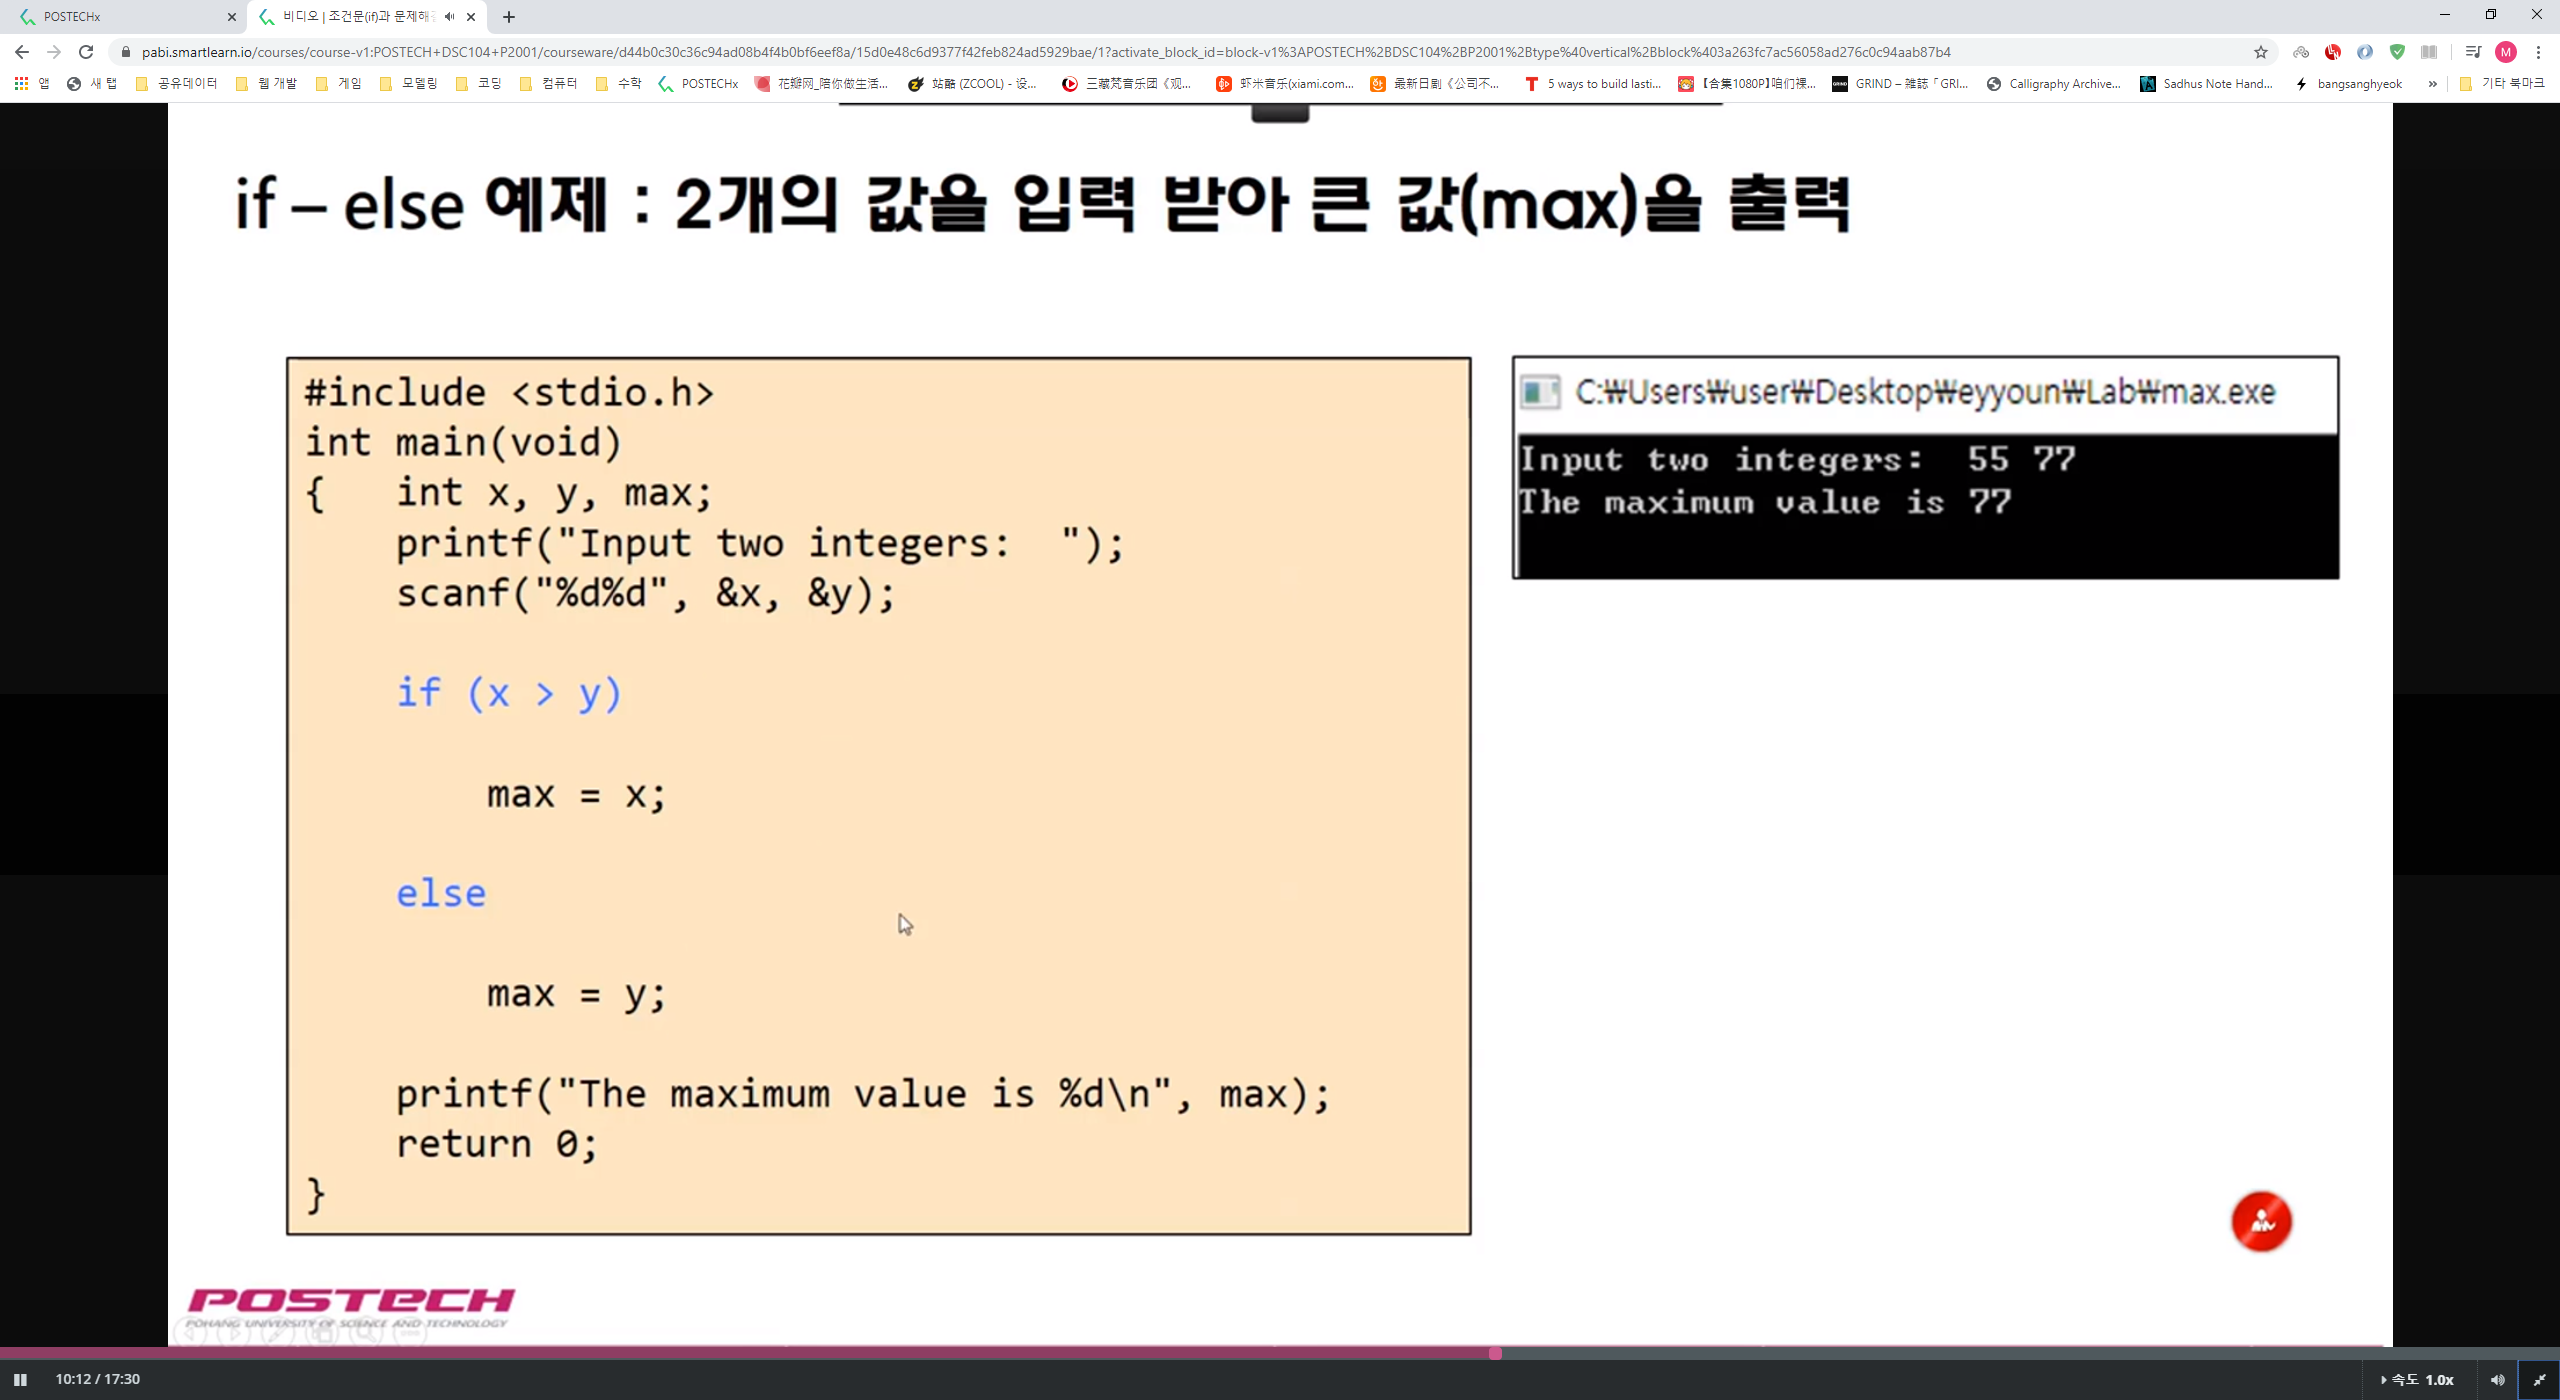 POSTECHx
비디오 | 조건문(if)과 문제해
pabi.smartlearn.io/courses/course-v1:POSTECH+DSC104+P2001/courseware/d44b0c30c36c94ad08b4f4b0bf6eef8a/15d0e48c6d9377f42feb824ad5929bae/1?activate_block_id=block-v1%3APOSTECH%2BDSC104%2BP2001%2Btype%40vertical%2Bblock%403a263fc7ac56058ad276c0c94aab87b4
M
앱 새 탭 공유데이터 웹 개발 게임 모델링 코딩 컴퓨터 수학 POSTECHx 花瓣网_陪你做生活... 站酷 (ZCOOL) - 设... 三藏梵音乐团《观... 虾米音乐(xiami.com... 最新日剧《公司不... 5 ways to build lasti... 【合集1080P】咱们裸... GRIND – 雑誌「GRI... Calligraphy Archive... Sadhus Note Hand... bangsanghyeok » 기타 북마크
if – else 예제 : 2개의 값을 입력 받아 큰 값(max)을 출력
#include <stdio.h>
int main(void)
{ int x, y, max;
printf("Input two integers:  ");
scanf("%d%d", &x, &y);
if (x > y)
max = x;
else
max = y;
printf("The maximum value is %d\n", max);
return 0;
}
C:₩Users₩user₩Desktop₩eyyoun₩Lab₩max.exe
Input two integers:  55 77
The maximum value is 77
POSTECH
POHANG UNIVERSITY OF SCIENCE AND TECHNOLOGY
10:12 / 17:30
속도 1.0x